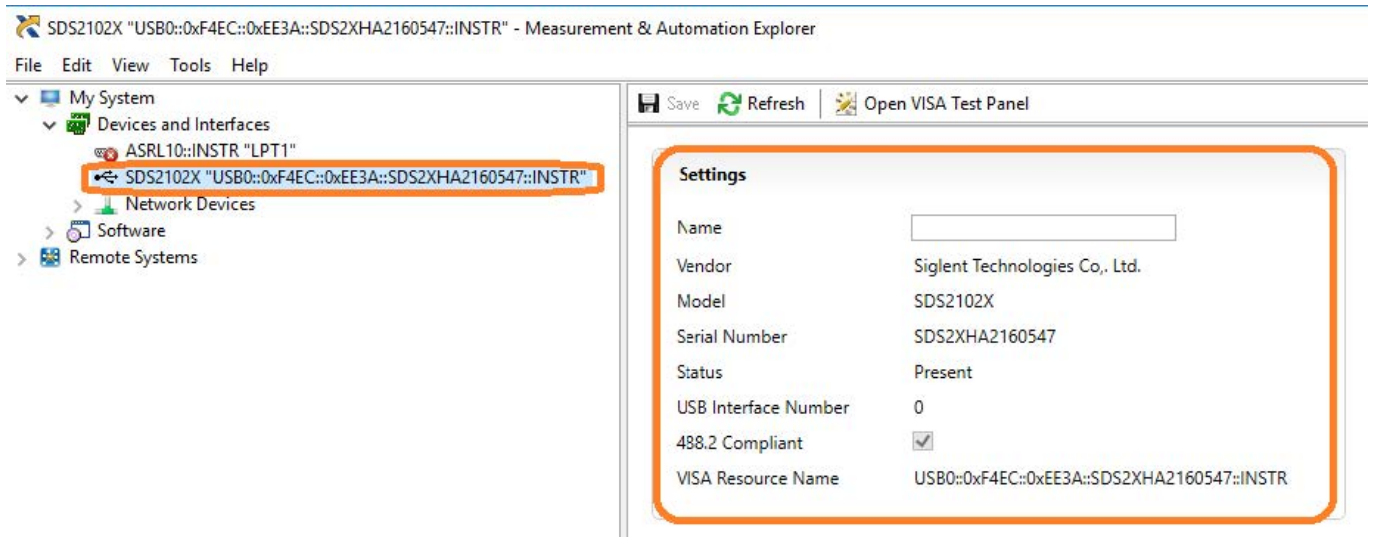 SDS2102X "USB0::0xF4EC::0xEE3A::SDS2XHA2160547::INSTR" - Measurement & Automation Explorer
File Edit View Tools Help
My System
Devices and Interfaces
ASRL10::INSTR "LPT1"
SDS2102X "USB0::0xF4EC::0xEE3A::SDS2XHA2160547::INSTR"
Network Devices
Software
Remote Systems
Save Refresh Open VISA Test Panel
Settings
Name
Vendor Siglent Technologies Co,. Ltd.
Model SDS2102X
Serial Number SDS2XHA2160547
Status Present
USB Interface Number 0
488.2 Compliant
VISA Resource Name USB0::0xF4EC::0xEE3A::SDS2XHA2160547::INSTR